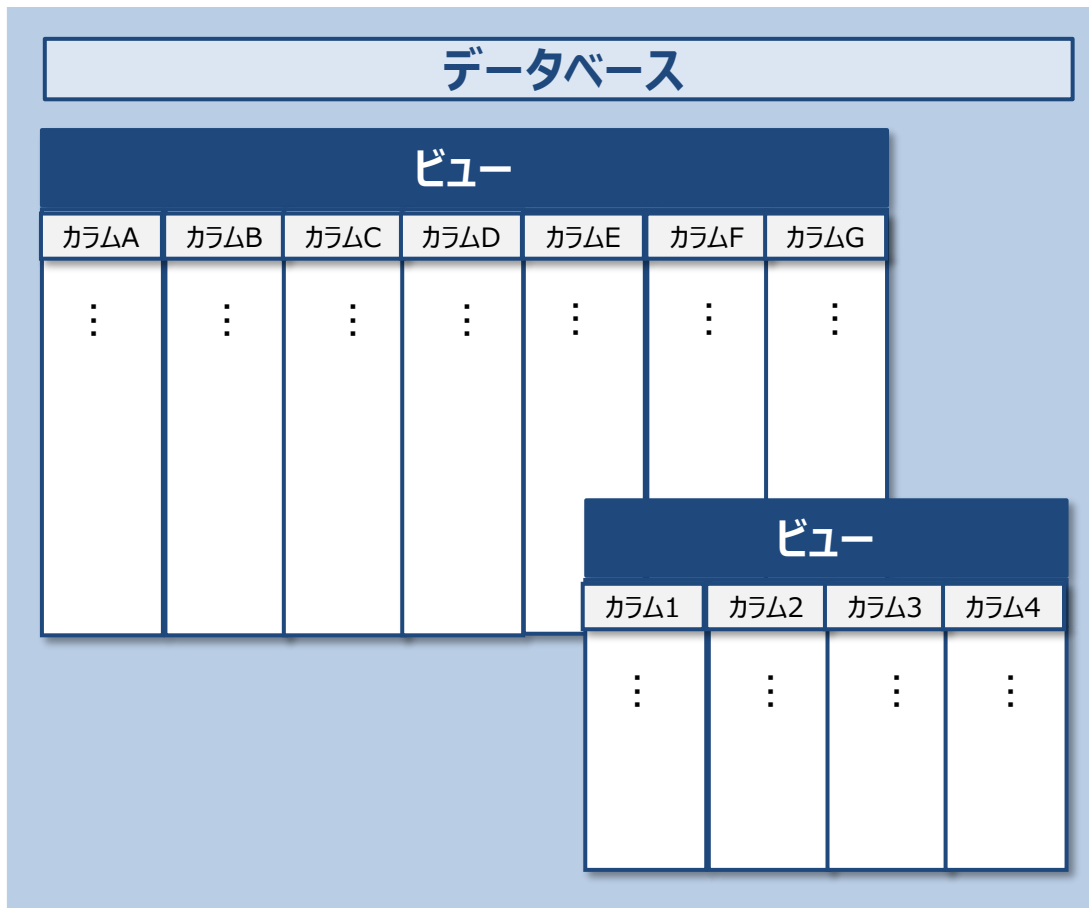 データベース
ビュー
カラムA カラムB カラムC カラムD カラムE カラムF カラムG
⋮ ⋮ ⋮ ⋮ ⋮ ⋮ ⋮
ビュー
カラム1 カラム2 カラム3 カラム4
⋮ ⋮ ⋮ ⋮